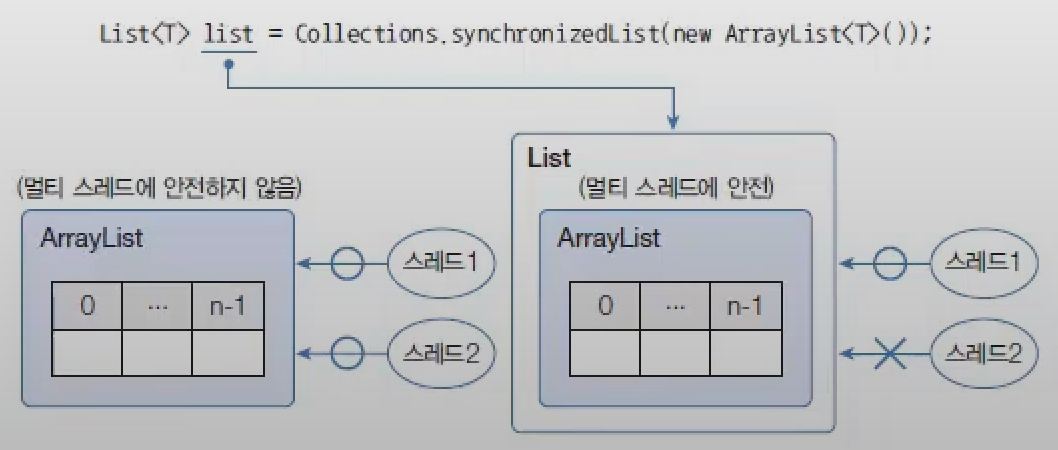 List<T> list = Collections.synchronizedList(new ArrayList<T>());
(멀티 스레드에 안전하지 않음)
ArrayList
0 ... n-1
스레드1
스레드2
List
(멀티 스레드에 안전)
ArrayList
0 ... n-1
스레드1
스레드2